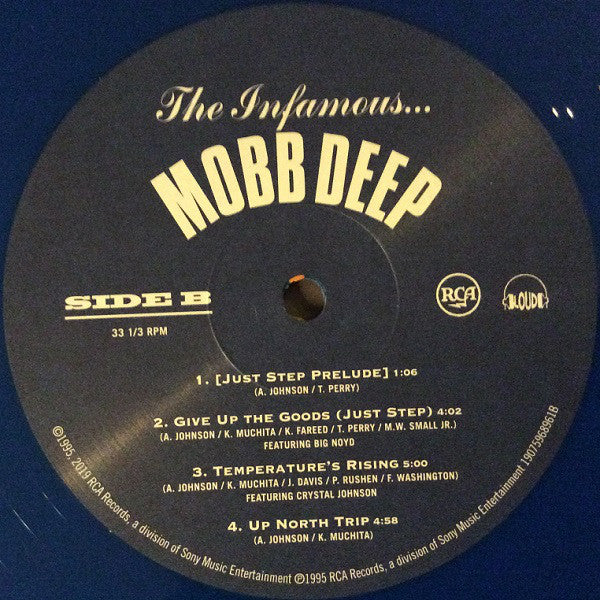 The Infamous...
MOBB DEEP
SIDE B
33 1/3 RPM
RCA
LOUD
1. [JUST STEP PRELUDE] 1:06
(A. JOHNSON / T. PERRY)
2. GIVE UP THE GOODS (JUST STEP) 4:02
(A. JOHNSON / K. MUCHITA / K. FAREED / T. PERRY / M.W. SMALL JR.)
FEATURING BIG NOYD
3. TEMPERATURE'S RISING 5:00
(A. JOHNSON / K. MUCHITA / J. DAVIS / P. RUSHEN / F. WASHINGTON)
FEATURING CRYSTAL JOHNSON
4. UP NORTH TRIP 4:58
(A. JOHNSON / K. MUCHITA)
©1995, 2019 RCA Records, a division of Sony Music Entertainment ℗1995 RCA Records, a division of Sony Music Entertainment 19075968961B